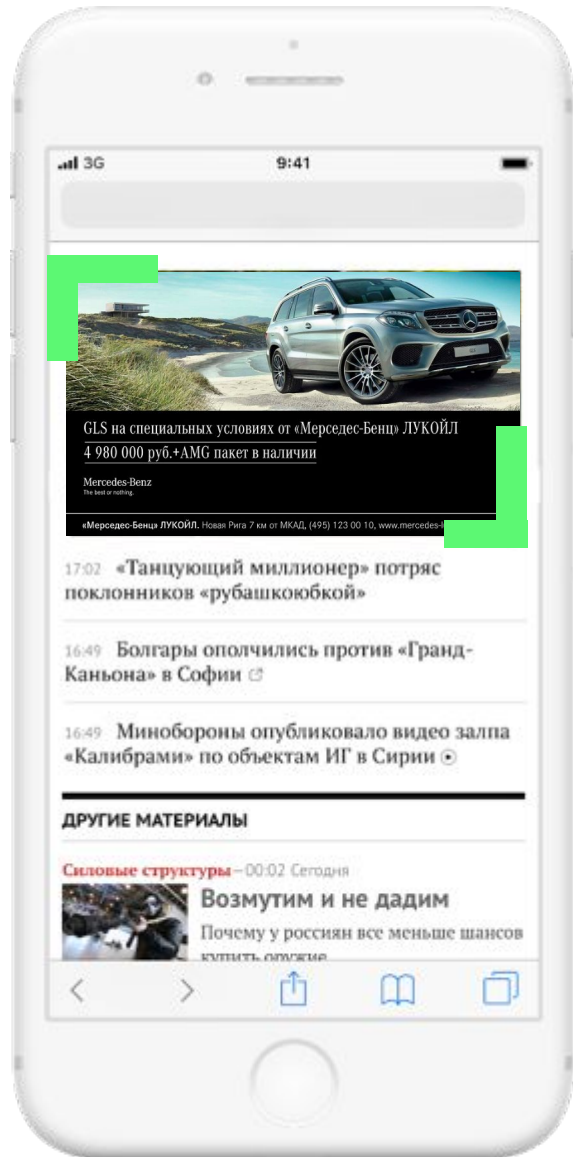 3G 9:41
GLS на специальных условиях от «Мерседес-Бенц» ЛУКОЙЛ
4 980 000 руб.+AMG пакет в наличии
Mercedes-Benz
The best or nothing.
«Мерседес-Бенц» ЛУКОЙЛ. Новая Рига 7 км от МКАД, (495) 123 00 10, www.mercedes-
17:02 «Танцующий миллионер» потряс
поклонников «рубашкоюбкой»
16:49 Болгары ополчились против «Гранд-
Каньона» в Софии
16:49 Минобороны опубликовало видео залпа
«Калибрами» по объектам ИГ в Сирии
ДРУГИЕ МАТЕРИАЛЫ
Силовые структуры – 00:02 Сегодня
Возмутим и не дадим
Почему у россиян все меньше шансов
купить оружие